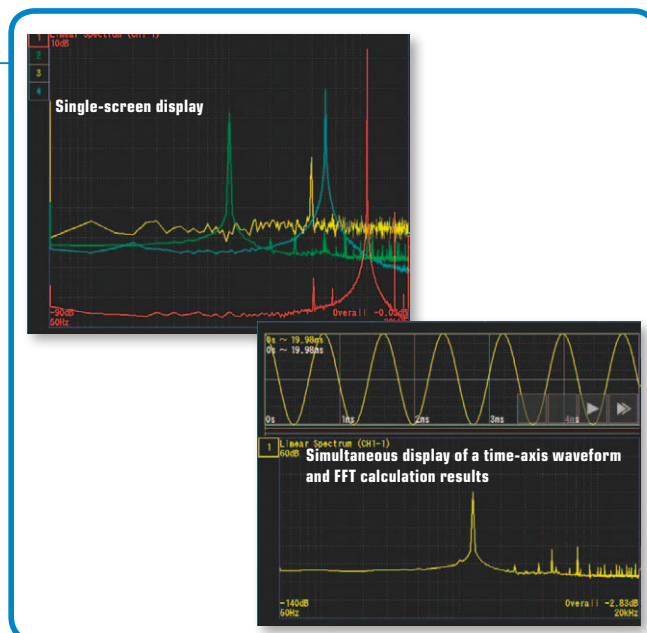 1 Linear Spectrum (CH1-1)
10dB
2
3
4
Single-screen display
-90dB
50Hz
Overall -0.03dB
20kHz
0s ~ 19.98ms
0s ~ 19.98ms
0s 1ms 2ms 3ms 4ms
1 Linear Spectrum (CH1-1)
60dB
Simultaneous display of a time-axis waveform
and FFT calculation results
-140dB
50Hz
Overall -2.83dB
20kHz